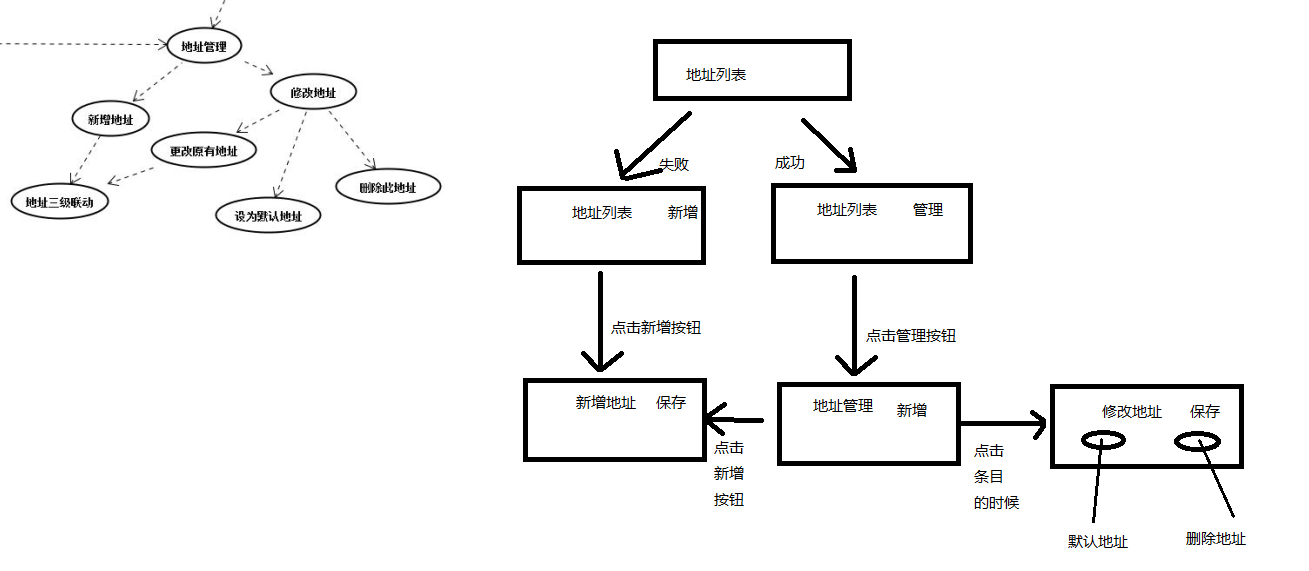 地址管理
修改地址
新增地址
更改原有地址
删除此地址
地址三级联动
设为默认地址
地址列表
失败
成功
地址列表 新增
地址列表 管理
点击新增按钮
点击管理按钮
新增地址 保存
地址管理 新增
修改地址 保存
点击
新增
按钮
点击
条目
的时候
默认地址
删除地址